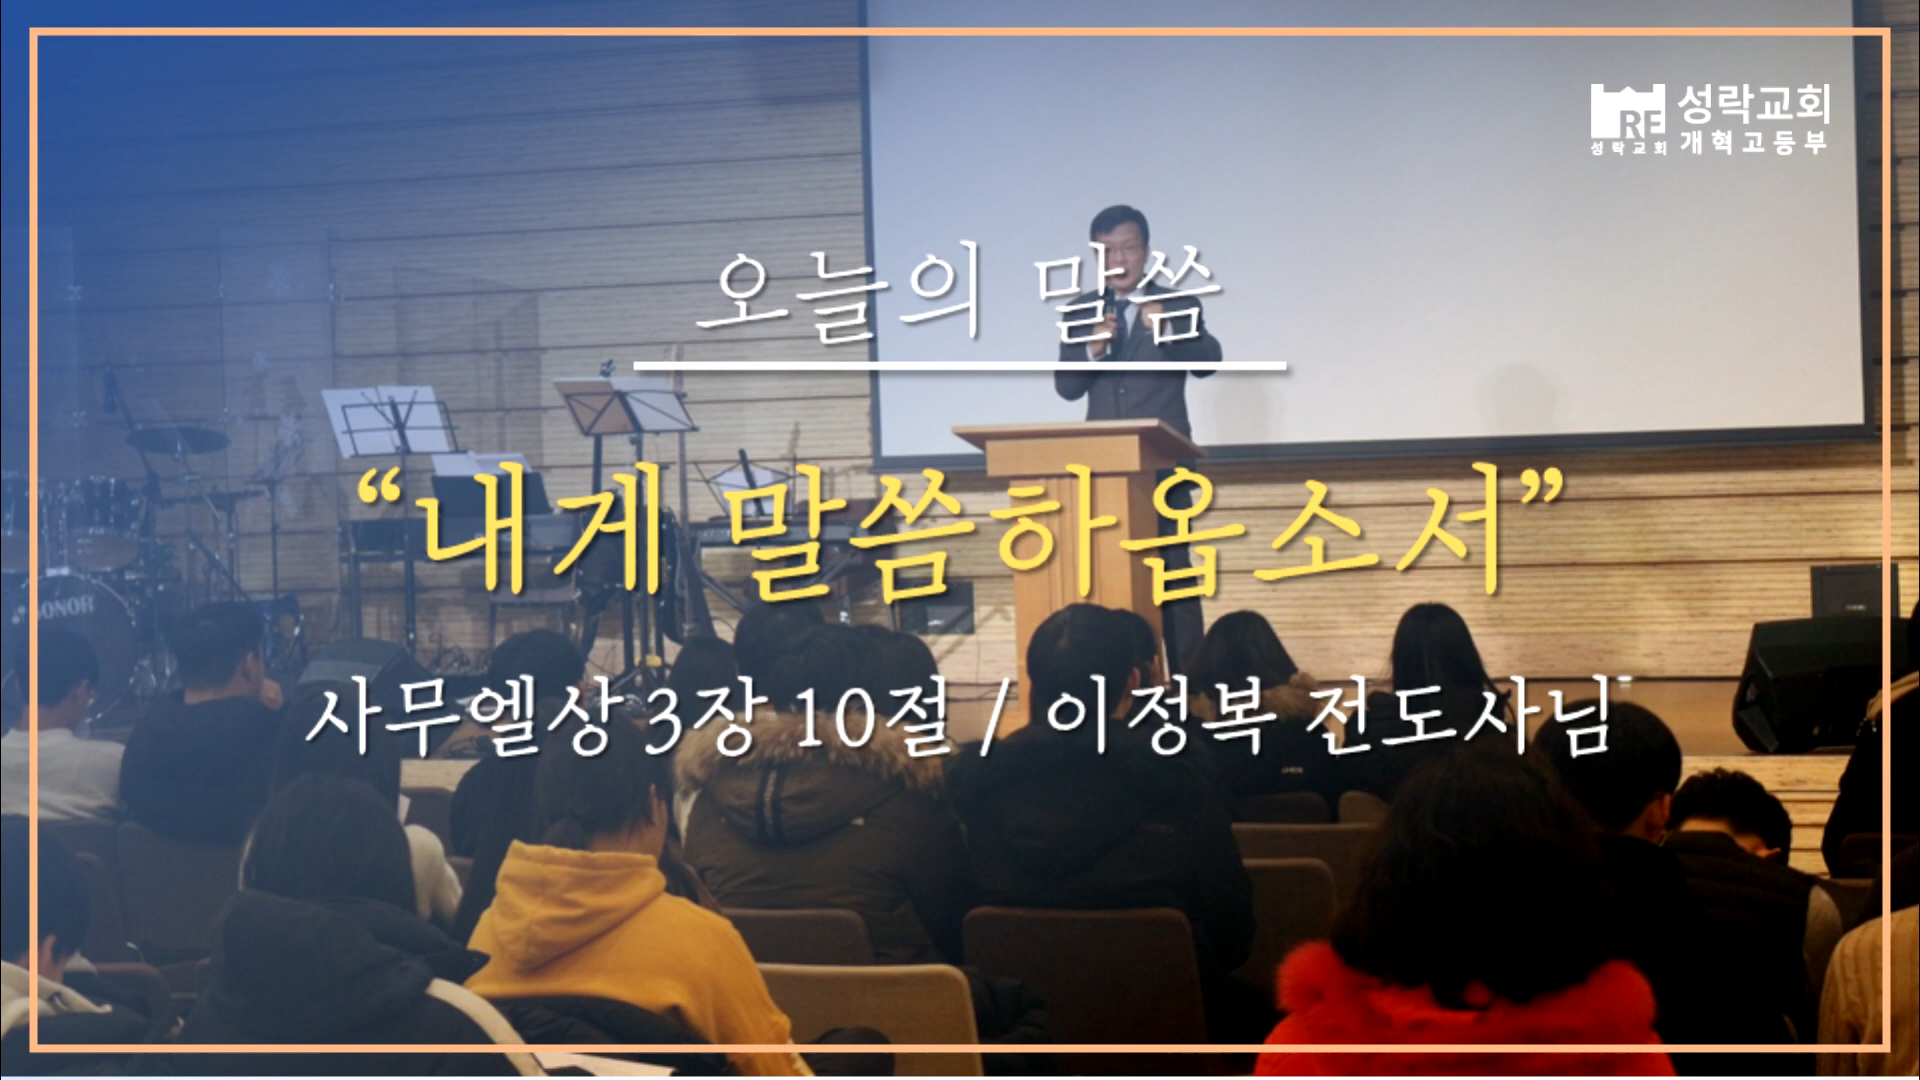 RE
성락교회
성락교회
개혁고등부
오늘의 말씀
“내게 말씀하옵소서”
사무엘상 3장 10절 / 이정복 전도사님
SONOR